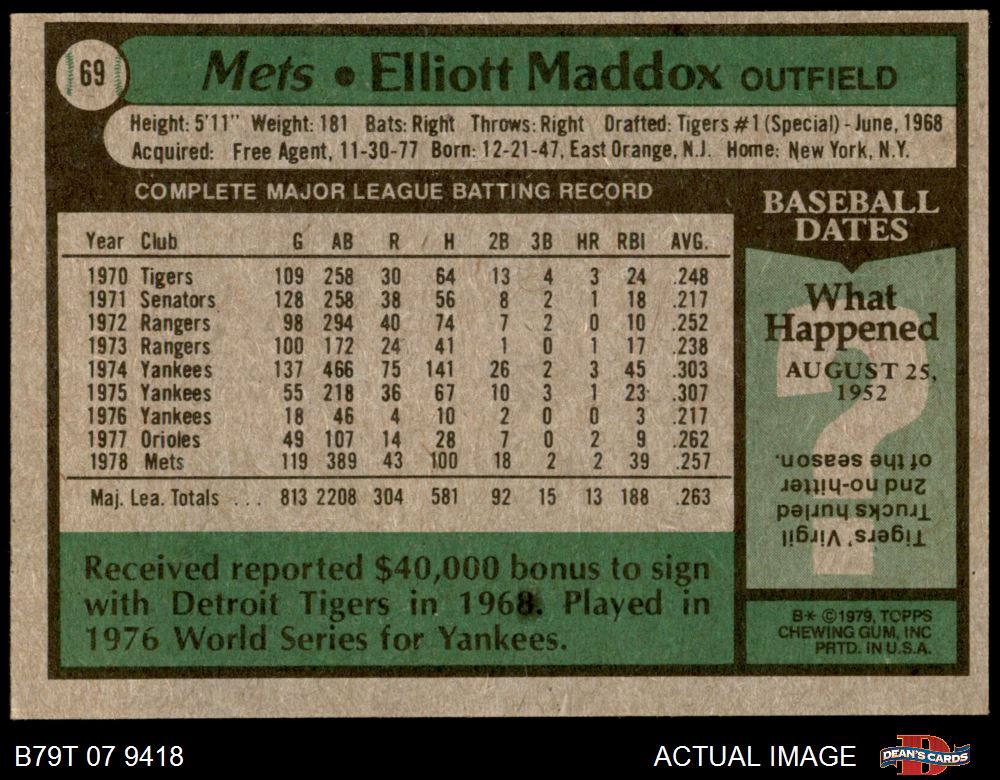 69
Mets • Elliott Maddox OUTFIELD
Height: 5'11" Weight: 181 Bats: Right Throws: Right Drafted: Tigers #1 (Special) - June, 1968
Acquired: Free Agent, 11-30-77 Born: 12-21-47, East Orange, N.J. Home: New York, N.Y.
COMPLETE MAJOR LEAGUE BATTING RECORD
Year Club G AB R H 2B 3B HR RBI AVG.
1970 Tigers 109 258 30 64 13 4 3 24 .248
1971 Senators 128 258 38 56 8 2 1 18 .217
1972 Rangers 98 294 40 74 7 2 0 10 .252
1973 Rangers 100 172 24 41 1 0 1 17 .238
1974 Yankees 137 466 75 141 26 2 3 45 .303
1975 Yankees 55 218 36 67 10 3 1 23 .307
1976 Yankees 18 46 4 10 2 0 0 3 .217
1977 Orioles 49 107 14 28 7 0 2 9 .262
1978 Mets 119 389 43 100 18 2 2 39 .257
Maj. Lea. Totals ... 813 2208 304 581 92 15 13 188 .263
Received reported $40,000 bonus to sign
with Detroit Tigers in 1968. Played in
1976 World Series for Yankees.
BASEBALL
DATES
What
Happened
AUGUST 25,
1952
?
Tigers' Virgil
Trucks hurled
2nd no-hitter
of the season.
B* ©1979, TOPPS
CHEWING GUM, INC
PRTD. IN U.S.A.
B79T 07 9418
ACTUAL IMAGE
D
DEAN'S CARDS